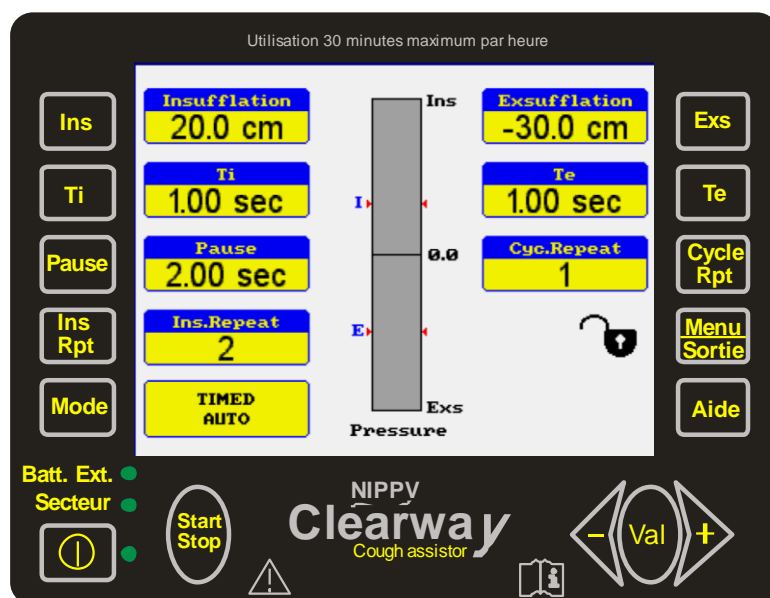 Utilisation 30 minutes maximum par heure
Ins
Insufflation
20.0 cm
Ins
Exsufflation
-30.0 cm
Exs
Ti
Ti
1.00 sec
I
Te
1.00 sec
Te
Pause
Pause
2.00 sec
0.0
Cyc.Repeat
1
Cycle
Rpt
Ins
Rpt
Ins.Repeat
2
E
Menu
Sortie
Mode
TIMED
AUTO
Exs
Pressure
Aide
Batt. Ext.
Secteur
Start
Stop
NIPPV
Clearway
Cough assistor
-
Val
+
i